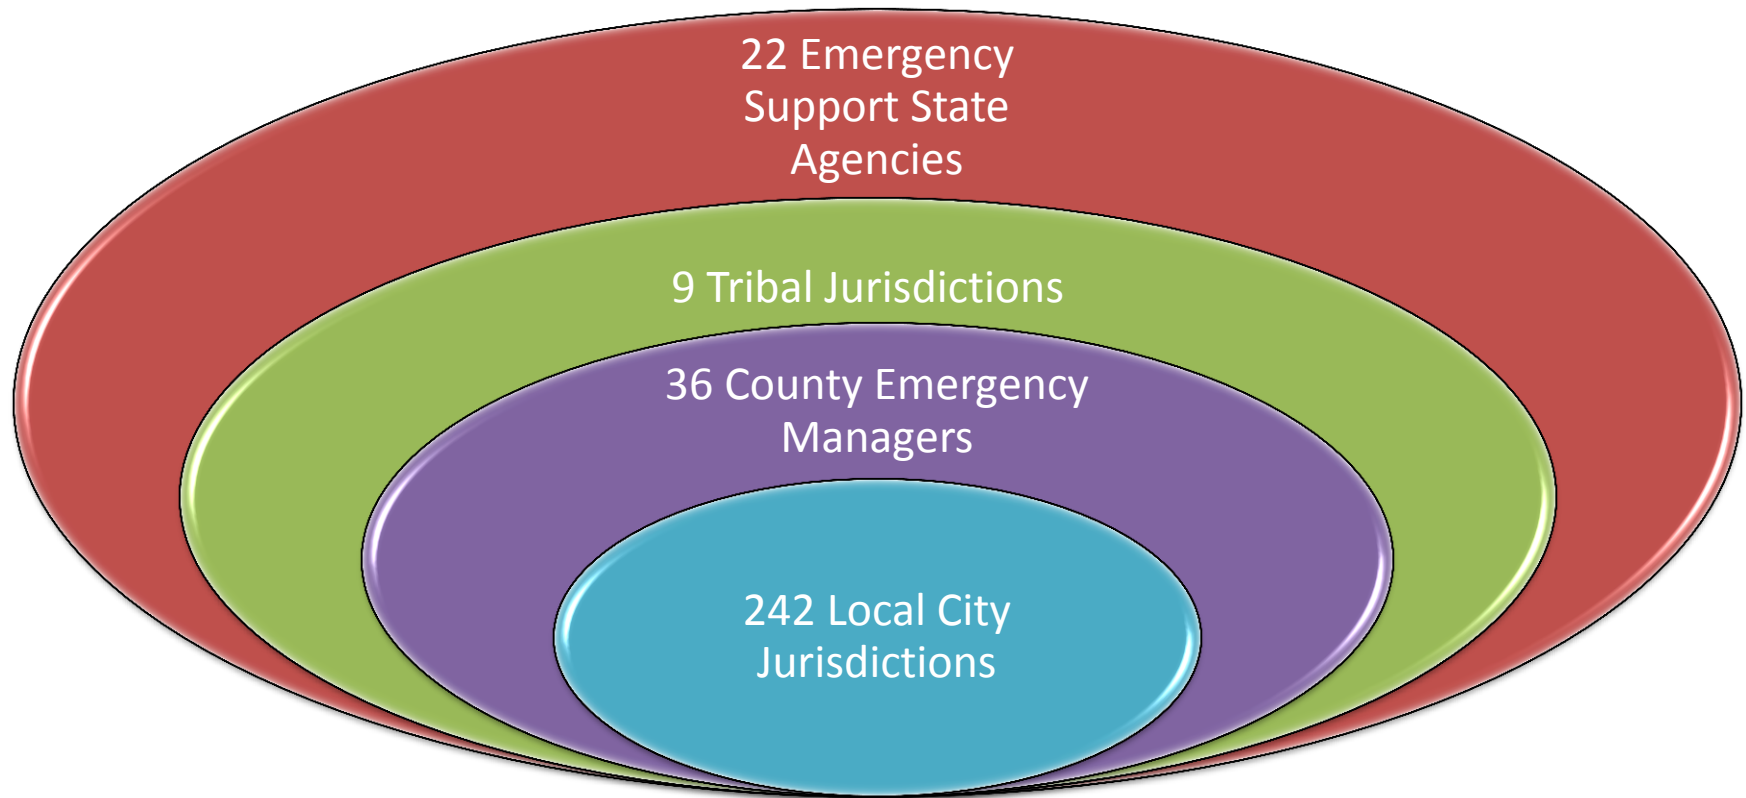 22 Emergency
Support State
Agencies
9 Tribal Jurisdictions
36 County Emergency
Managers
242 Local City
Jurisdictions